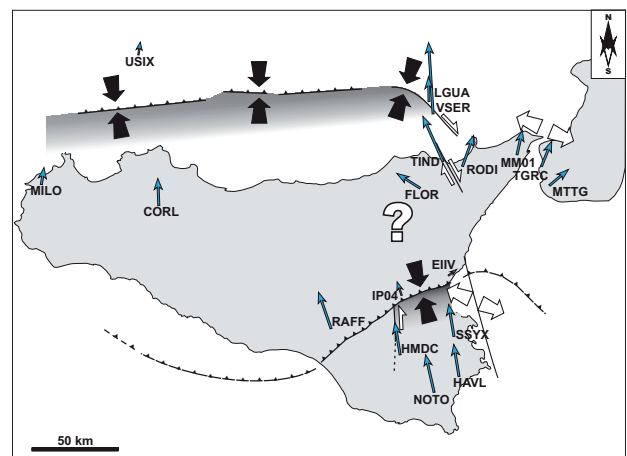 N
S
USIX
LGUA
VSER
TIND
RODI
MM01
TGRC
MTTG
MILO
CORL
FLOR
?
EIIV
IP04
RAFF
SSYX
HMDC
HAVL
NOTO
50 km